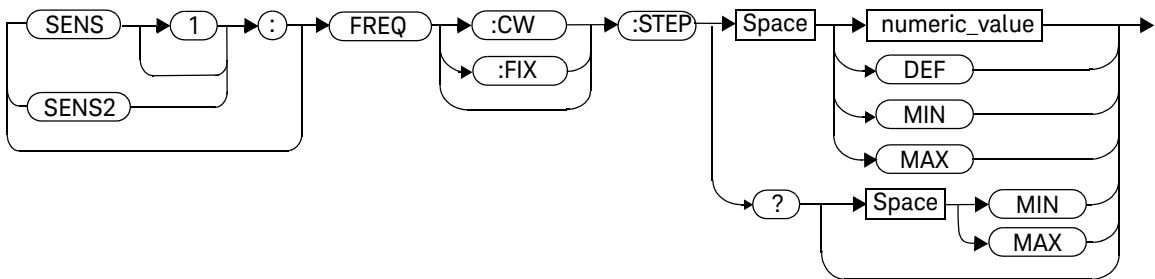 SENS 1 : FREQ :CW :STEP Space numeric_value
:FIX DEF
SENS2 MIN
MAX
? Space MIN
MAX